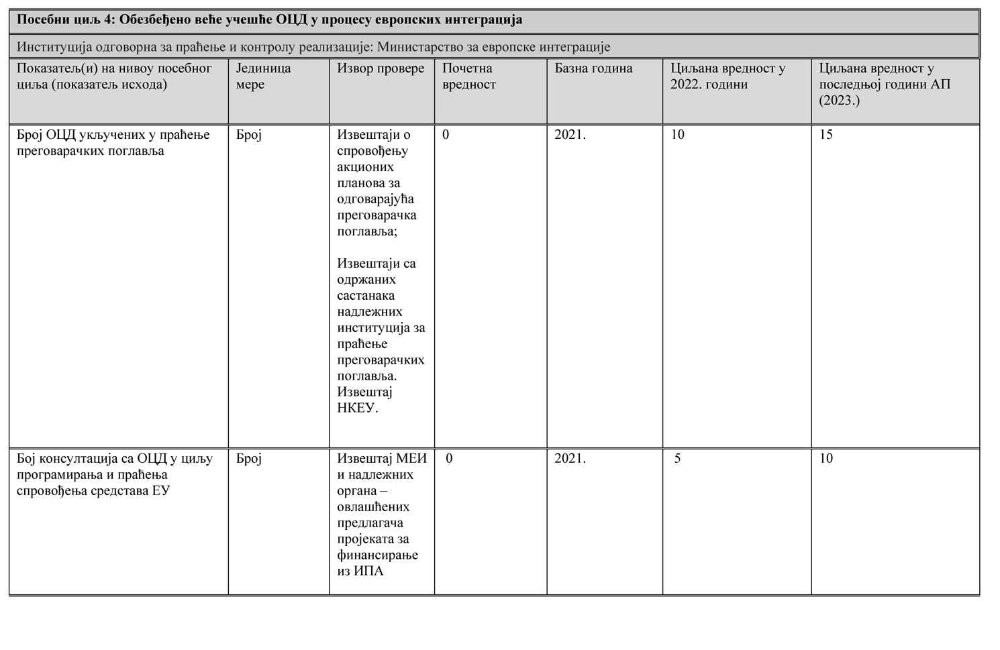 Посебни циљ 4: Обезбеђено веће учешће ОЦД у процесу европских интеграција
Институција одговорна за праћење и контролу реализације: Министарство за европске интеграције
Показатељ(и) на нивоу посебног
циља (показатељ исхода)
Јединица
мере
Извор провере
Почетна
вредност
Базна година
Циљана вредност у
2022. години
Циљана вредност у
последњој години АП
(2023.)
Број ОЦД укључених у праћење
преговарачких поглавља
Број
Извештаји о
спровођењу
акционих
планова за
одговарајућа
преговарачка
поглавља;
Извештаји са
одржаних
састанака
надлежних
институција за
праћење
преговарачких
поглавља.
Извештај
НКЕУ.
0
2021.
10
15
Бој консултација са ОЦД у циљу
програмирања и праћења
спровођења средстава ЕУ
Број
Извештај МЕИ
и надлежних
органа –
овлашћених
предлагача
пројеката за
финансирање
из ИПА
0
2021.
5
10